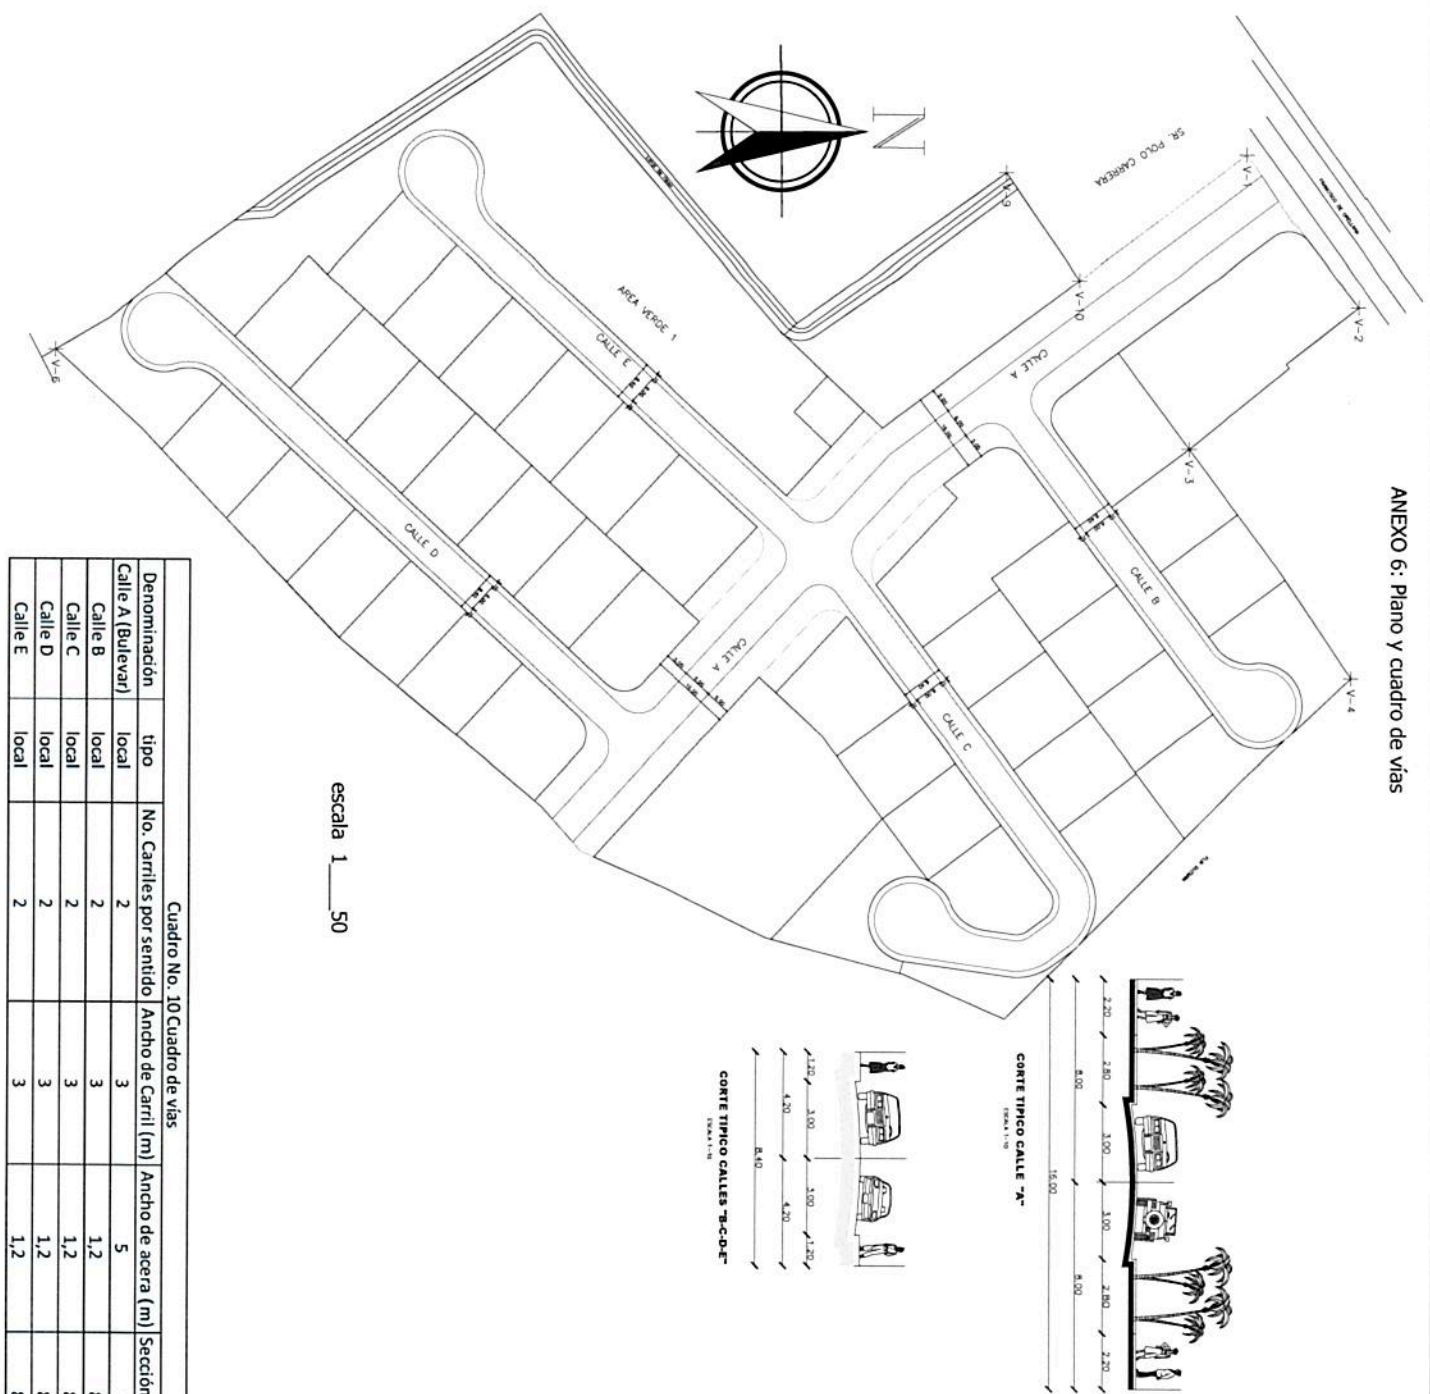 ANEXO 6: Plano y cuadro de vías
N
SR. POLO CARRERA
V-1
V-2
V-3
V-4
V-6
V-9
V-10
CALLE A
CALLE B
CALLE C
CALLE A
CALLE D
CALLE E
AREA VERDE 1
escala 1___50
2.20 2.80 3.00 3.00 2.80 2.20
8.00 8.00
16.00
CORTE TIPICO CALLE "A"
ESCALA 1:10
1.20 3.00 3.00 1.20
4.20 4.20
8.40
CORTE TIPICO CALLES "B-C-D-E"
Cuadro No. 10 Cuadro de vías
Denominación tipo No. Carriles por sentido Ancho de Carril (m) Ancho de acera (m) Sección
Calle A (Bulevar) local 2 3 5
Calle B local 2 3 1,2
Calle C local 2 3 1,2
Calle D local 2 3 1,2
Calle E local 2 3 1,2